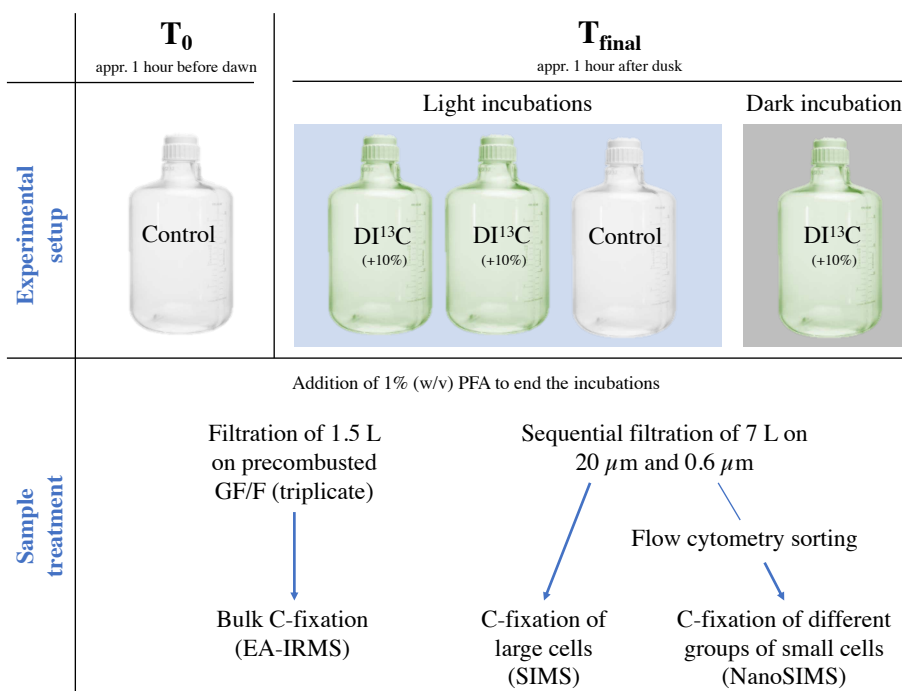 T0
appr. 1 hour before dawn
Tfinal
appr. 1 hour after dusk
Light incubations
Dark incubation
Experimental
setup
Control
DI¹³C
(+10%)
DI¹³C
(+10%)
Control
DI¹³C
(+10%)
Addition of 1% (w/v) PFA to end the incubations
Sample
treatment
Filtration of 1.5 L
on precombusted
GF/F (triplicate)
Sequential filtration of 7 L on
20 µm and 0.6 µm
Flow cytometry sorting
Bulk C-fixation
(EA-IRMS)
C-fixation of
large cells
(SIMS)
C-fixation of different
groups of small cells
(NanoSIMS)